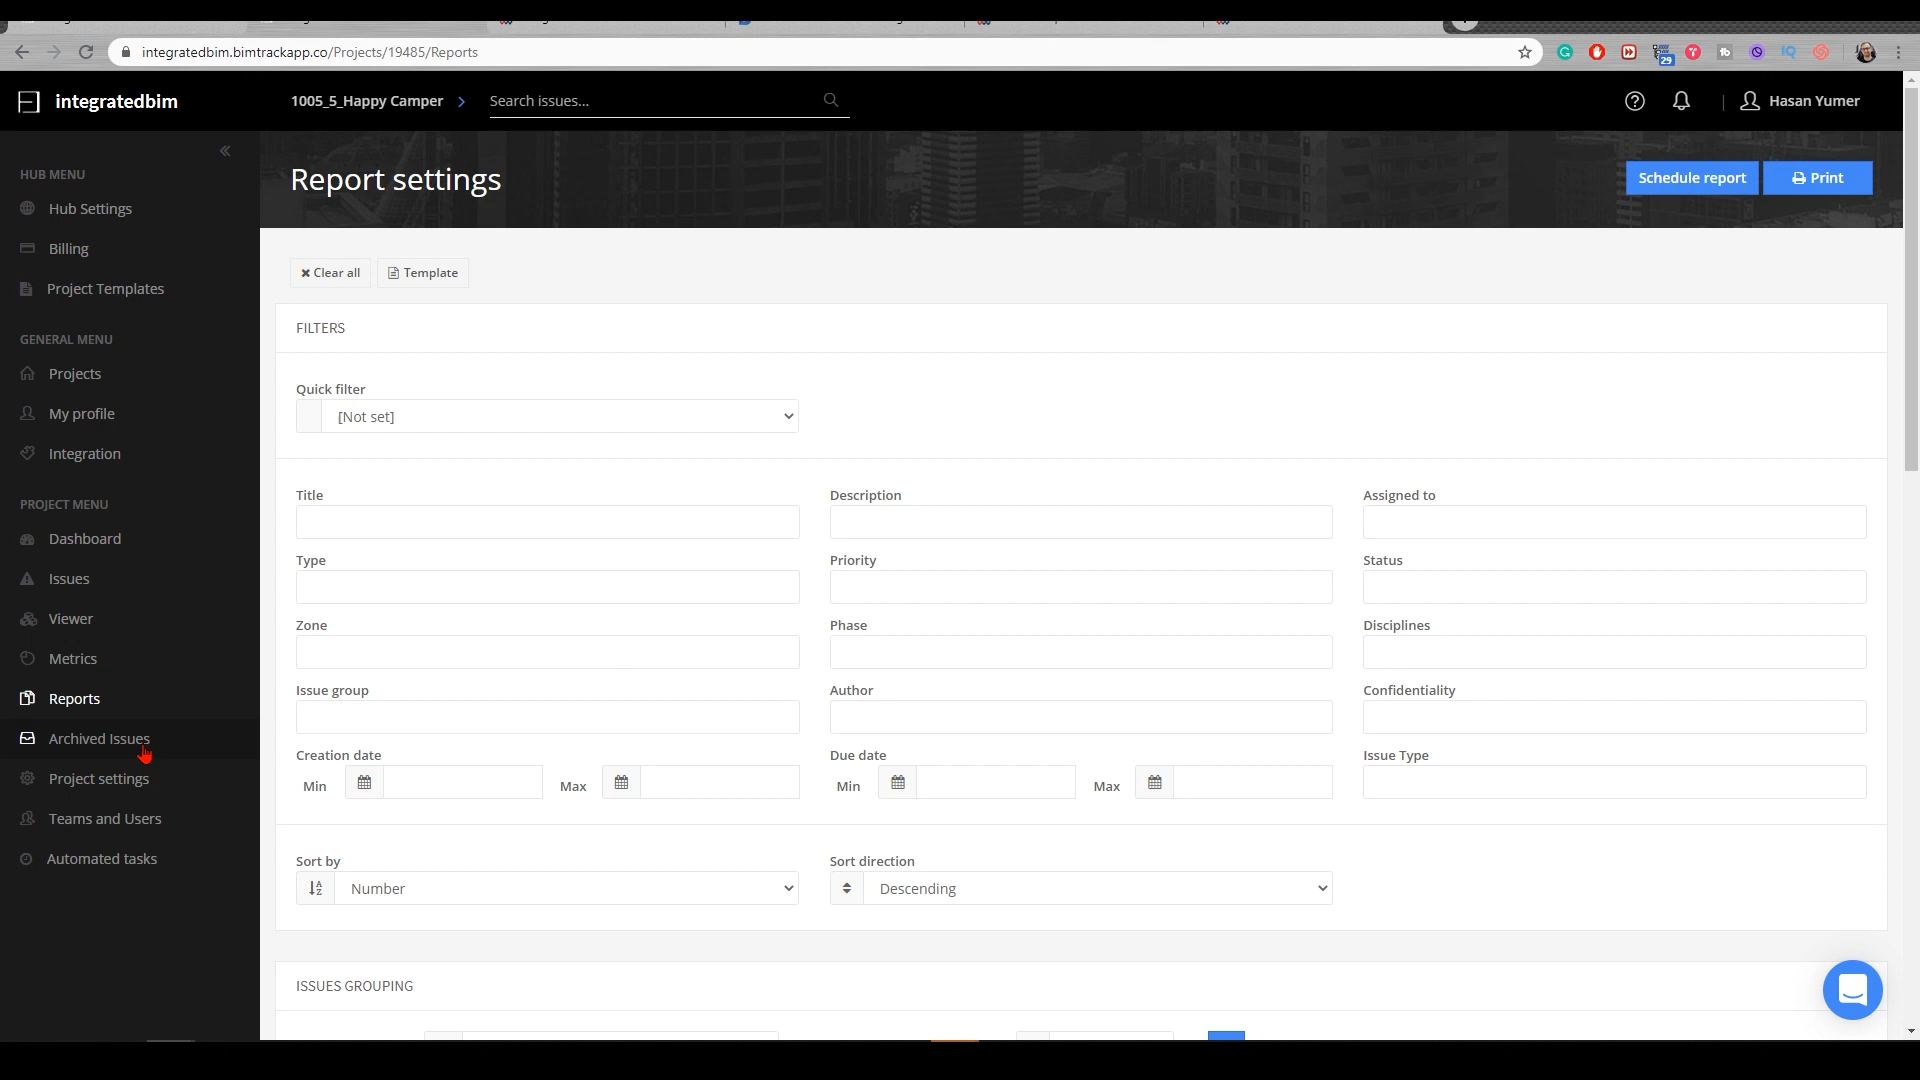 integratedbim.bimtrackapp.co/Projects/19485/Reports
29
integratedbim
1005_5_Happy Camper
Search issues...
Hasan Yumer
HUB MENU
Hub Settings
Billing
Project Templates
GENERAL MENU
Projects
My profile
Integration
PROJECT MENU
Dashboard
Issues
Viewer
Metrics
Reports
Archived Issues
Project settings
Teams and Users
Automated tasks
Report settings
Schedule report
Print
Clear all
Template
FILTERS
Quick filter
[Not set]
Title
Description
Assigned to
Type
Priority
Status
Zone
Phase
Disciplines
Issue group
Author
Confidentiality
Creation date
Due date
Issue Type
Min
Max
Min
Max
Sort by
Sort direction
Number
Descending
ISSUES GROUPING